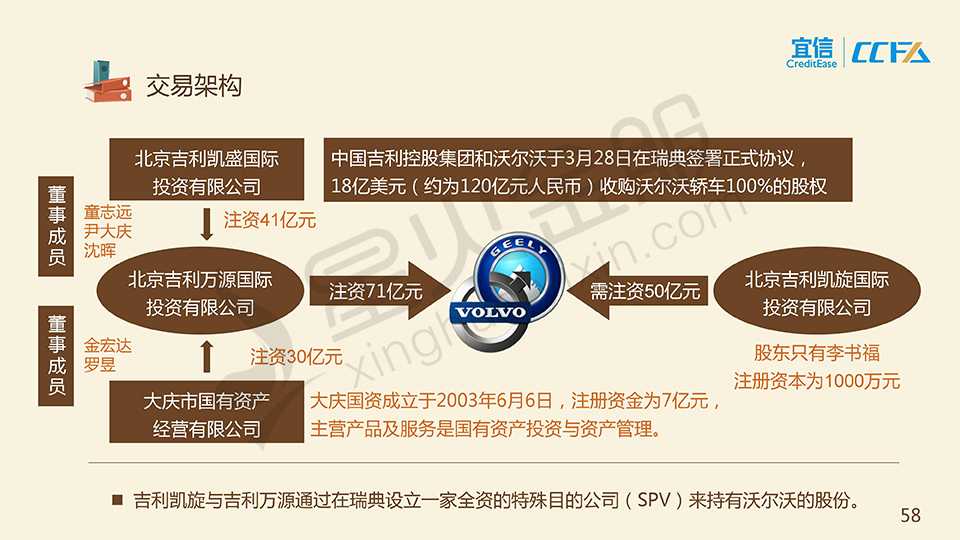 宜信
CreditEase
CCFA
交易架构
北京吉利凯盛国际
投资有限公司
中国吉利控股集团和沃尔沃于3月28日在瑞典签署正式协议，
18亿美元（约为120亿元人民币）收购沃尔沃轿车100%的股权
董事成员
童志远
尹大庆
沈晖
注资41亿元
北京吉利万源国际
投资有限公司
注资71亿元
GEELY
VOLVO
需注资50亿元
北京吉利凯旋国际
投资有限公司
董事成员
金宏达
罗昱
注资30亿元
股东只有李书福
注册资本为1000万元
大庆市国有资产
经营有限公司
大庆国资成立于2003年6月6日，注册资金为7亿元，
主营产品及服务是国有资产投资与资产管理。
■ 吉利凯旋与吉利万源通过在瑞典设立一家全资的特殊目的公司（SPV）来持有沃尔沃的股份。
58